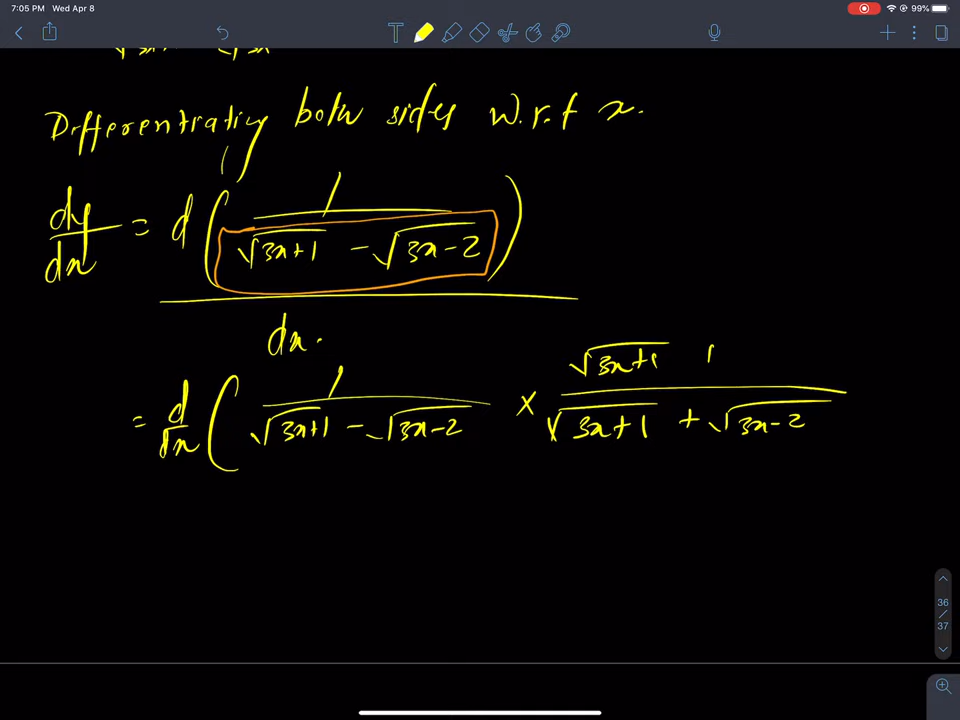 7:05 PM Wed Apr 8 99%
T
Differentiating both sides w.r.t x.
dy/dx = d ( 1 / (√3x+1 − √3x−2) ) / dx.
= d/dx ( 1 / (√3x+1 − √3x−2) × √3x+1 / (√3x+1 + √3x−2)
36
/
37